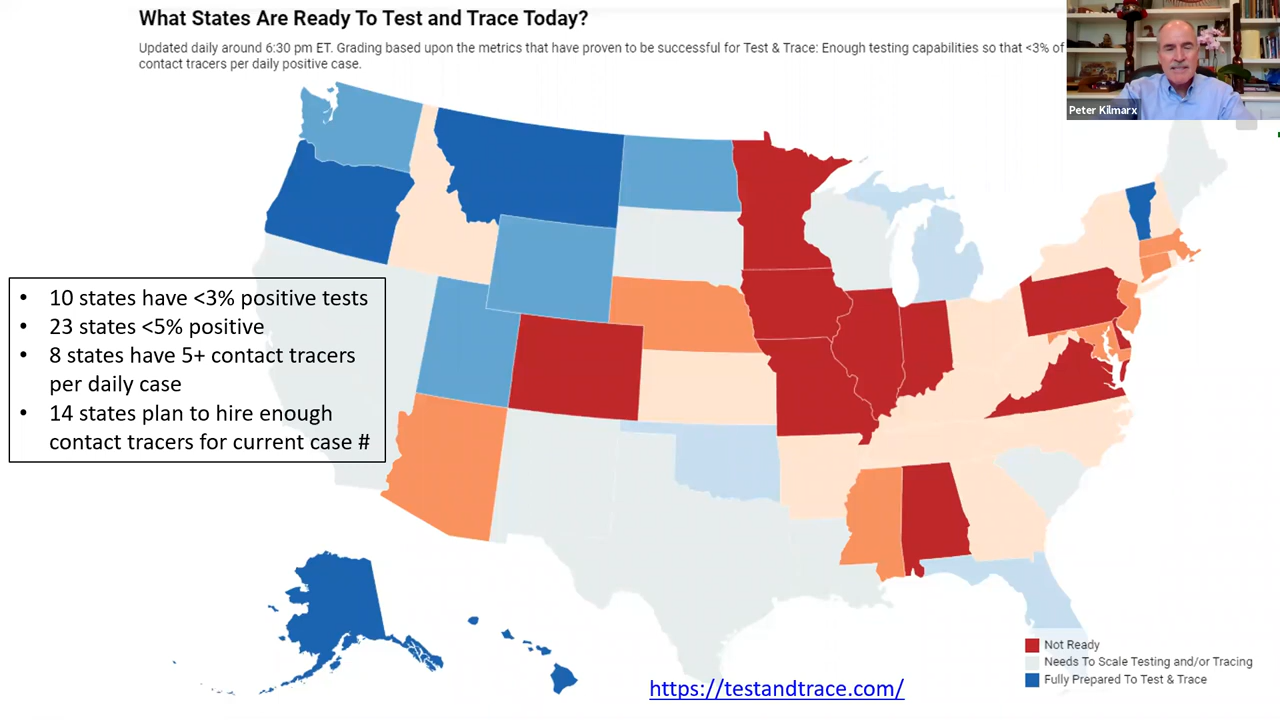 What States Are Ready To Test and Trace Today?
Updated daily around 6:30 pm ET. Grading based upon the metrics that have proven to be successful for Test & Trace: Enough testing capabilities so that <3% of
contact tracers per daily positive case.
Peter Kilmarx
• 10 states have <3% positive tests
• 23 states <5% positive
• 8 states have 5+ contact tracers
per daily case
• 14 states plan to hire enough
contact tracers for current case #
Not Ready
Needs To Scale Testing and/or Tracing
Fully Prepared To Test & Trace
https://testandtrace.com/